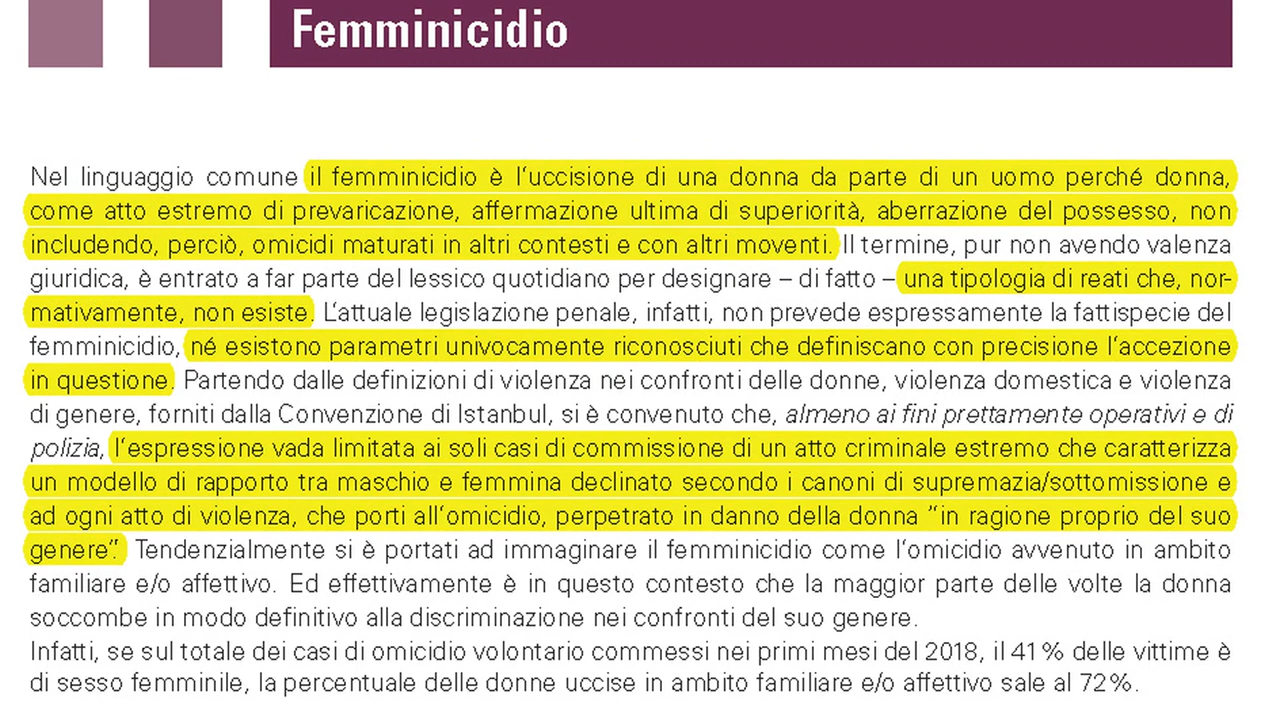 Femminicidio
Nel linguaggio comune il femminicidio è l'uccisione di una donna da parte di un uomo perché donna,
come atto estremo di prevaricazione, affermazione ultima di superiorità, aberrazione del possesso, non
includendo, perciò, omicidi maturati in altri contesti e con altri moventi. Il termine, pur non avendo valenza
giuridica, è entrato a far parte del lessico quotidiano per designare – di fatto – una tipologia di reati che, nor-
mativamente, non esiste. L'attuale legislazione penale, infatti, non prevede espressamente la fattispecie del
femminicidio, né esistono parametri univocamente riconosciuti che definiscano con precisione l'accezione
in questione. Partendo dalle definizioni di violenza nei confronti delle donne, violenza domestica e violenza
di genere, forniti dalla Convenzione di Istanbul, si è convenuto che, almeno ai fini prettamente operativi e di
polizia, l'espressione vada limitata ai soli casi di commissione di un atto criminale estremo che caratterizza
un modello di rapporto tra maschio e femmina declinato secondo i canoni di supremazia/sottomissione e
ad ogni atto di violenza, che porti all'omicidio, perpetrato in danno della donna "in ragione proprio del suo
genere". Tendenzialmente si è portati ad immaginare il femminicidio come l'omicidio avvenuto in ambito
familiare e/o affettivo. Ed effettivamente è in questo contesto che la maggior parte delle volte la donna
soccombe in modo definitivo alla discriminazione nei confronti del suo genere.
Infatti, se sul totale dei casi di omicidio volontario commessi nei primi mesi del 2018, il 41% delle vittime è
di sesso femminile, la percentuale delle donne uccise in ambito familiare e/o affettivo sale al 72%.